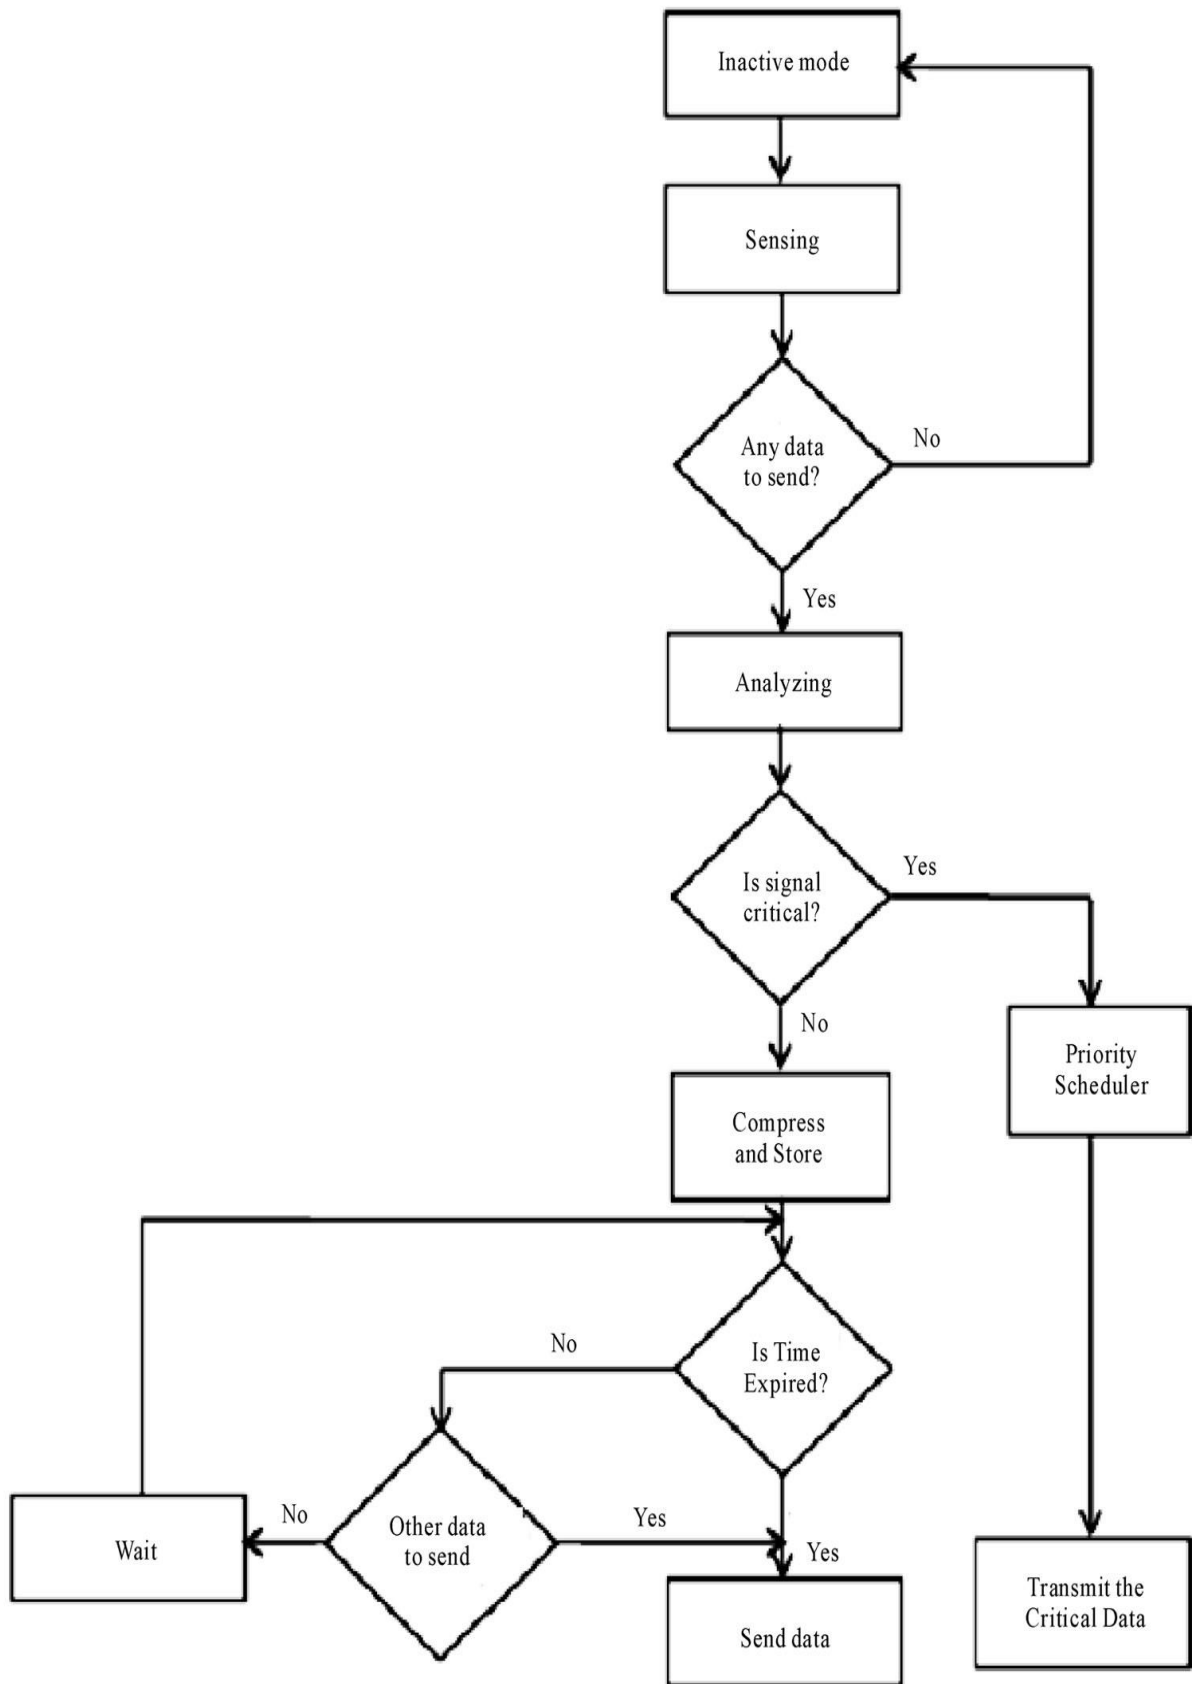 Inactive mode
Sensing
Any data
to send?
No
Yes
Analyzing
Is signal
critical?
Yes
No
Priority
Scheduler
Compress
and Store
Is Time
Expired?
No
Other data
to send
No
Yes
Wait
Yes
Send data
Transmit the
Critical Data